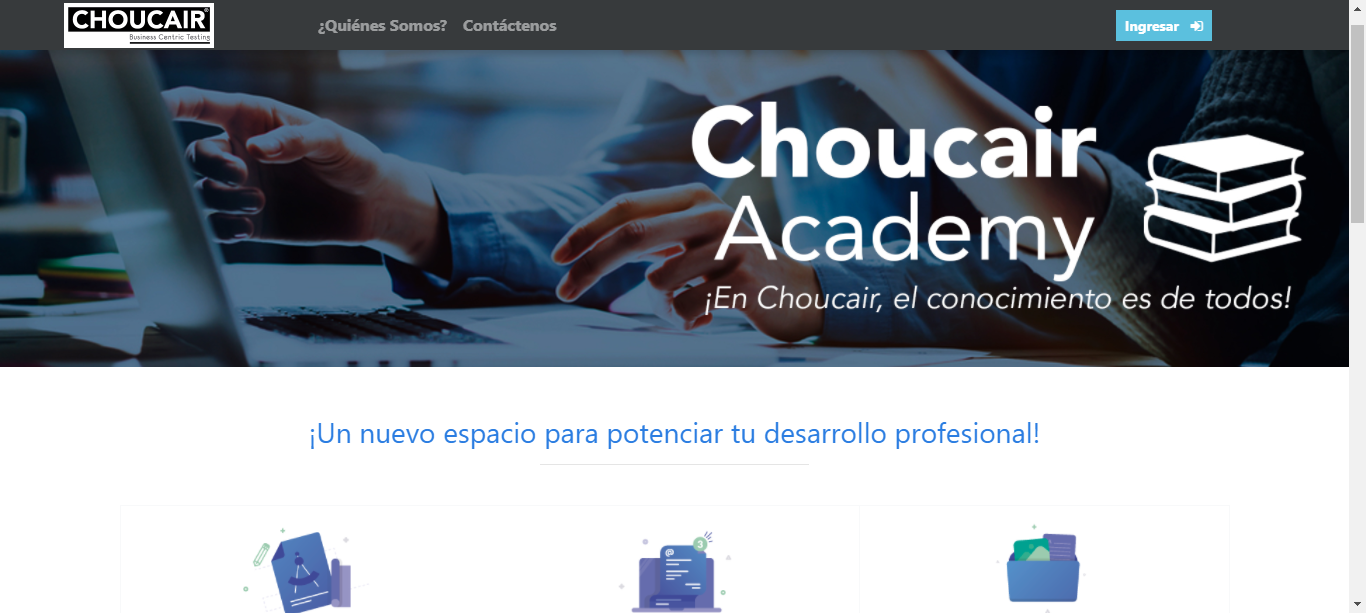 CHOUCAIR®
Business Centric Testing
¿Quiénes Somos? Contáctenos
Ingresar
Choucair
Academy
¡En Choucair, el conocimiento es de todos!
¡Un nuevo espacio para potenciar tu desarrollo profesional!
@
3